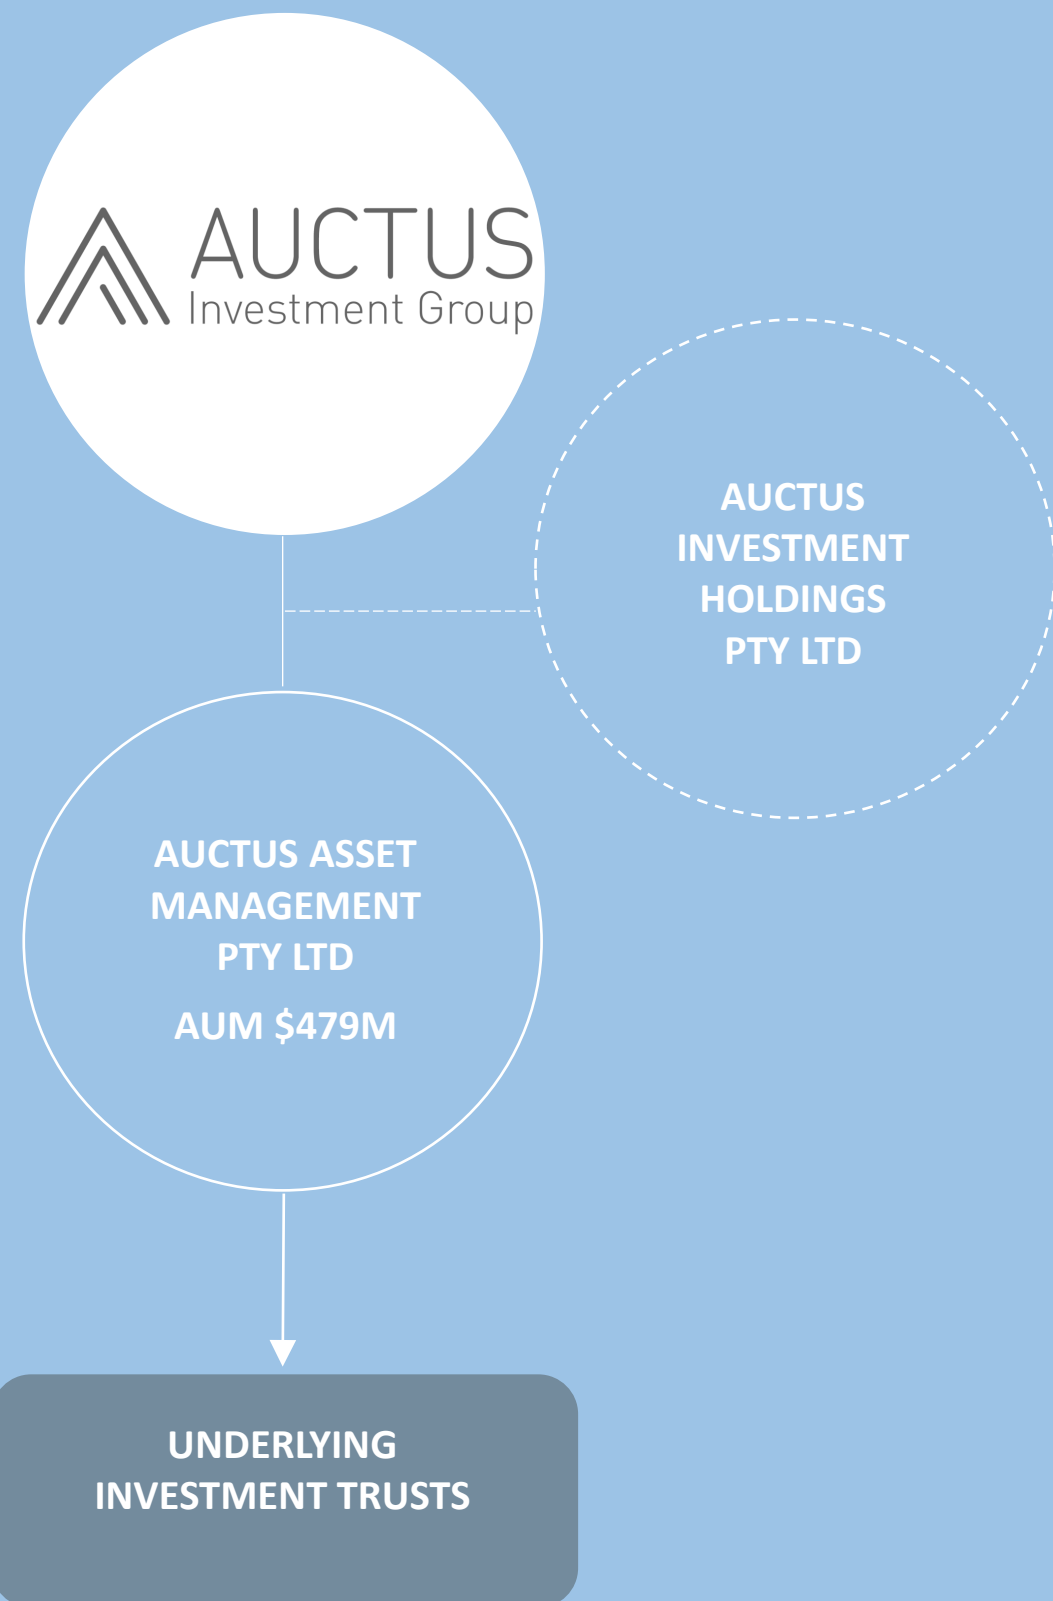 AUCTUS
Investment Group
AUCTUS
INVESTMENT
HOLDINGS
PTY LTD
AUCTUS ASSET
MANAGEMENT
PTY LTD
AUM $479M
UNDERLYING
INVESTMENT TRUSTS